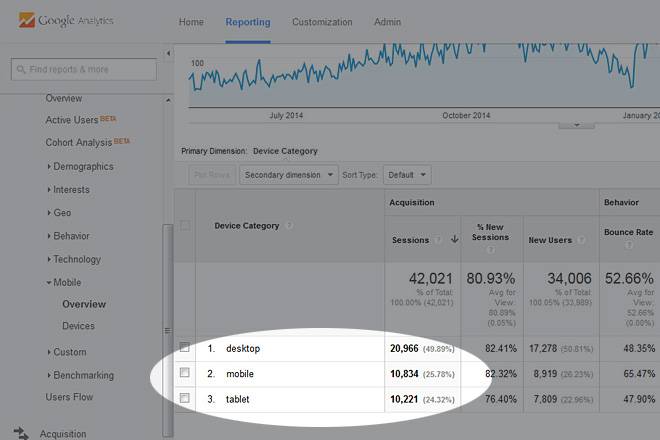 Google Analytics
Home Reporting Customization Admin
Find reports & more
Overview
Active Users BETA
Cohort Analysis BETA
Demographics
Interests
Geo
Behavior
Technology
Mobile
Overview
Devices
Custom
Benchmarking
Users Flow
Acquisition
100
July 2014 October 2014 January 2
Primary Dimension: Device Category
Plot Rows Secondary dimension Sort Type: Default
Device Category ? Acquisition Behavior
Sessions ? % New Sessions ? New Users ? Bounce Rate ?
42,021 80.93% 34,006 52.66%
% of Total: Avg for % of Total: Avg for
100.00% (42,021) View: 100.05% (33,989) View:
80.89% 52.66%
(0.05%) (0.00%)
1. desktop 20,966 (49.89%) 82.41% 17,278 (50.81%) 48.35%
2. mobile 10,834 (25.78%) 82.32% 8,919 (26.23%) 65.47%
3. tablet 10,221 (24.32%) 76.40% 7,809 (22.96%) 47.90%